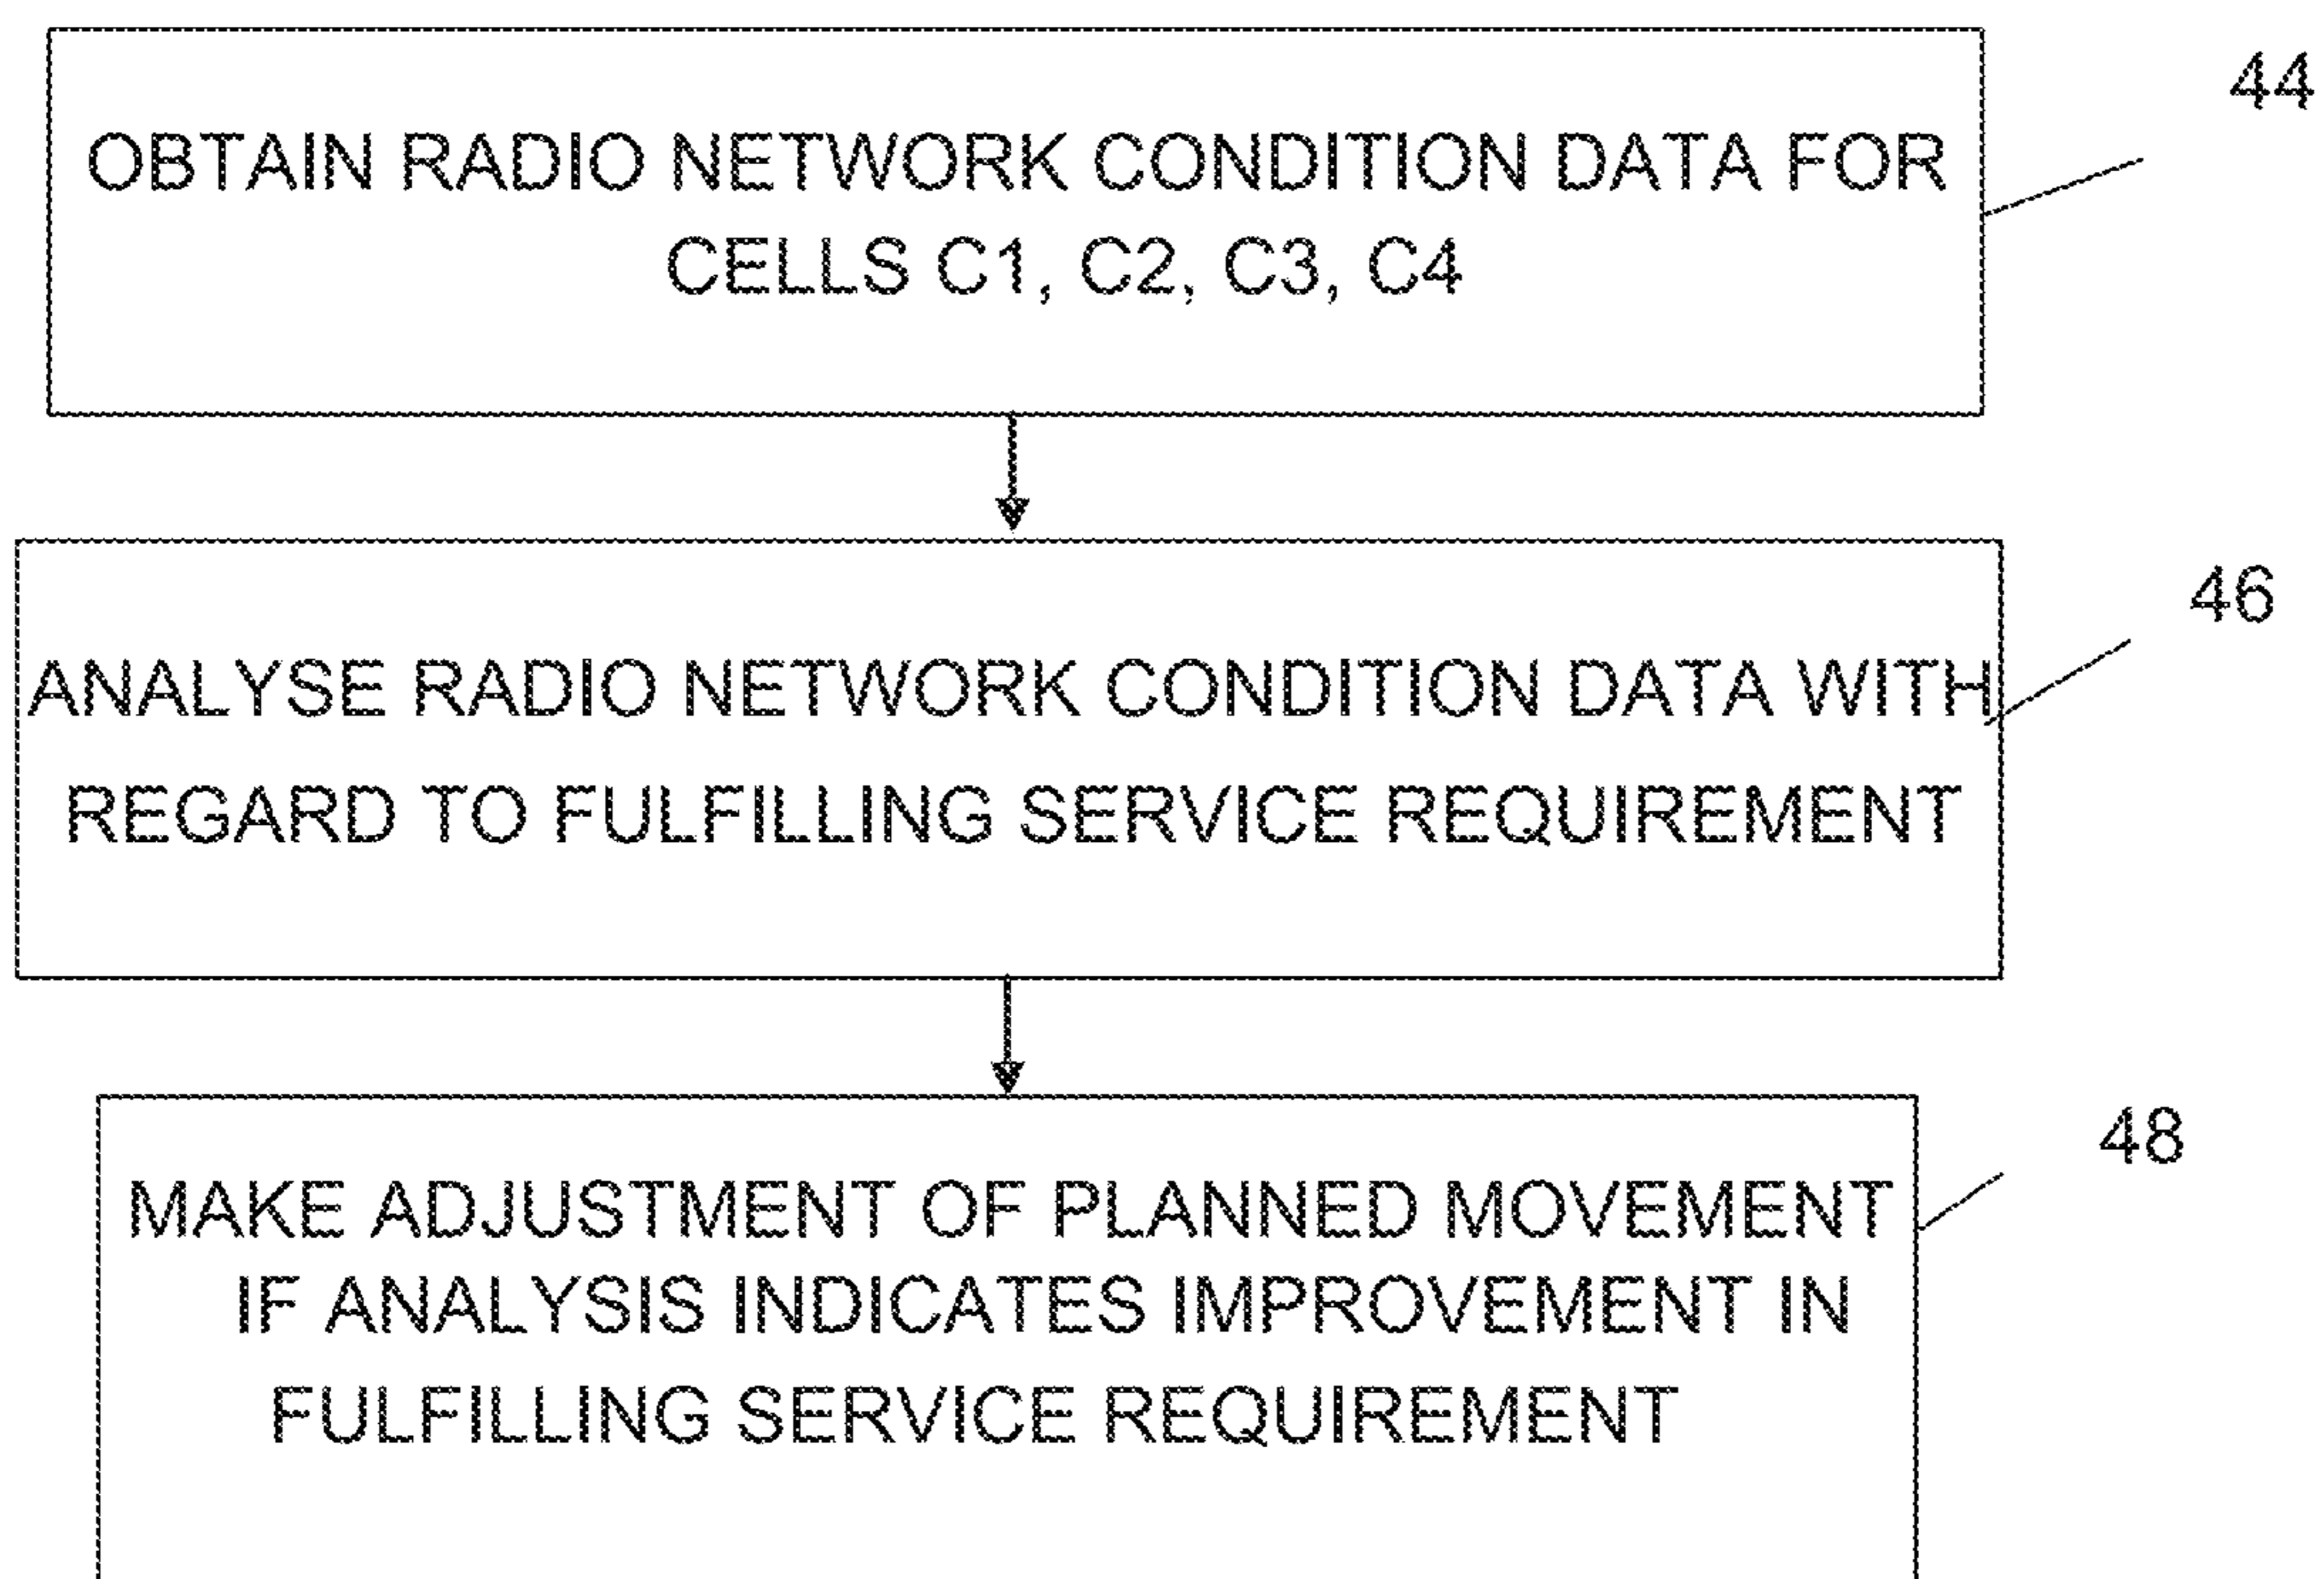 44
OBTAIN RADIO NETWORK CONDITION DATA FOR
CELLS C1, C2, C3, C4
46
ANALYSE RADIO NETWORK CONDITION DATA WITH
REGARD TO FULFILLING SERVICE REQUIREMENT
48
MAKE ADJUSTMENT OF PLANNED MOVEMENT
IF ANALYSIS INDICATES IMPROVEMENT IN
FULFILLING SERVICE REQUIREMENT